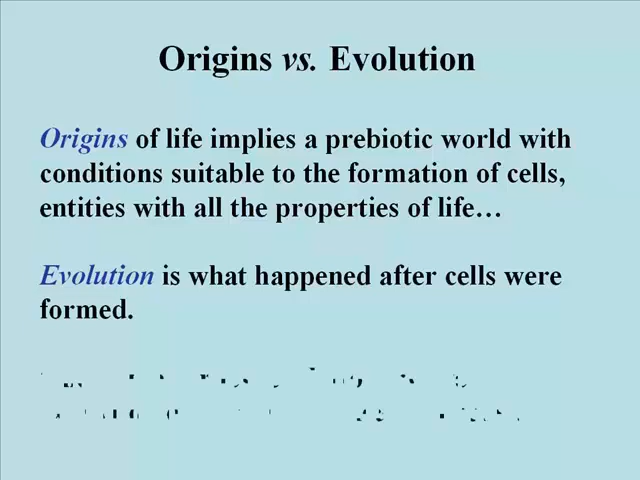 Origins vs. Evolution
Origins of life implies a prebiotic world with
conditions suitable to the formation of cells,
entities with all the properties of life…
Evolution is what happened after cells were
formed.